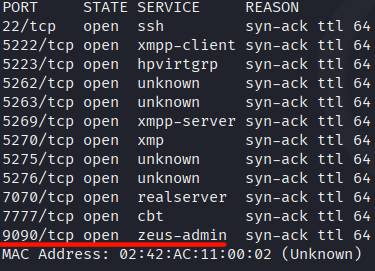 PORT STATE SERVICE REASON
22/tcp open ssh syn-ack ttl 64
5222/tcp open xmpp-client syn-ack ttl 64
5223/tcp open hpvirtgrp syn-ack ttl 64
5262/tcp open unknown syn-ack ttl 64
5263/tcp open unknown syn-ack ttl 64
5269/tcp open xmpp-server syn-ack ttl 64
5270/tcp open xmp syn-ack ttl 64
5275/tcp open unknown syn-ack ttl 64
5276/tcp open unknown syn-ack ttl 64
7070/tcp open realserver syn-ack ttl 64
7777/tcp open cbt syn-ack ttl 64
9090/tcp open zeus-admin syn-ack ttl 64
MAC Address: 02:42:AC:11:00:02 (Unknown)